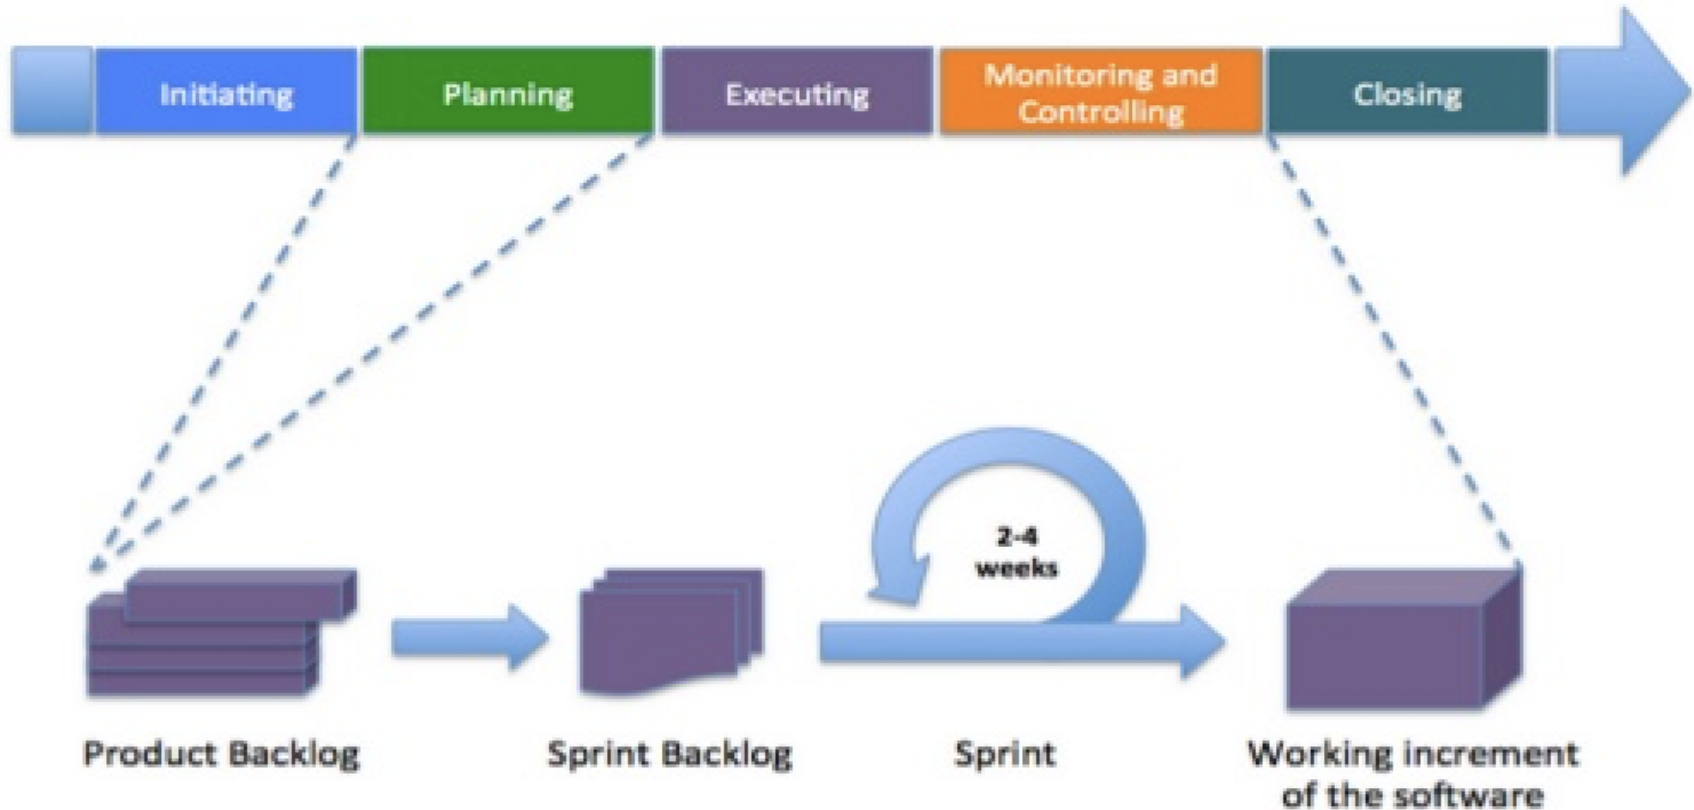 Initiating
Planning
Executing
Monitoring and
Controlling
Closing
2-4
weeks
Product Backlog
Sprint Backlog
Sprint
Working increment
of the software